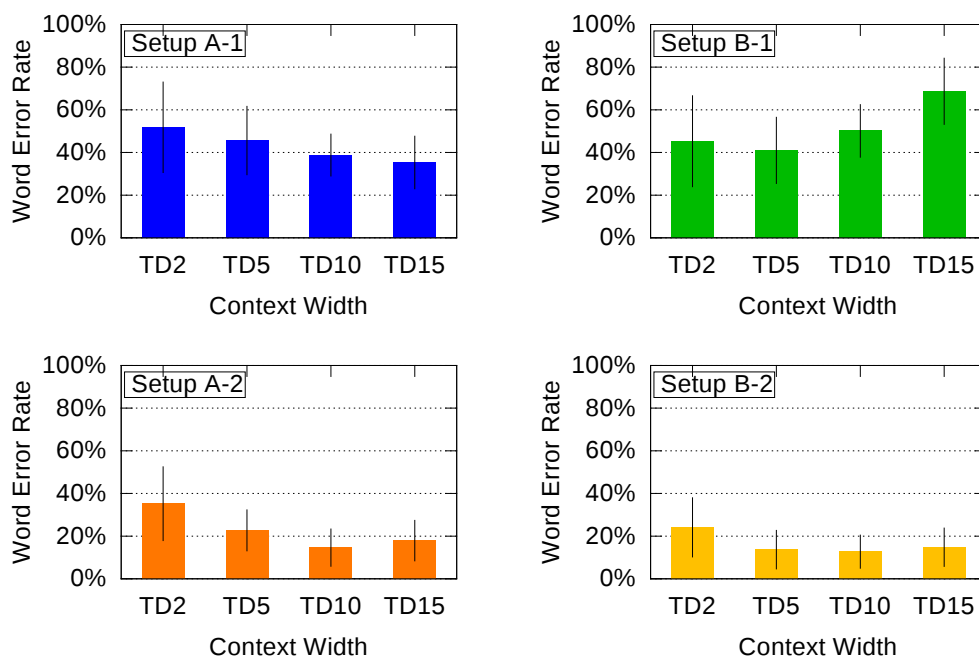 Setup A-1
Word Error Rate
100%
80%
60%
40%
20%
0%
TD2 TD5 TD10 TD15
Context Width
Setup B-1
Word Error Rate
100%
80%
60%
40%
20%
0%
TD2 TD5 TD10 TD15
Context Width
Setup A-2
Word Error Rate
100%
80%
60%
40%
20%
0%
TD2 TD5 TD10 TD15
Context Width
Setup B-2
Word Error Rate
100%
80%
60%
40%
20%
0%
TD2 TD5 TD10 TD15
Context Width